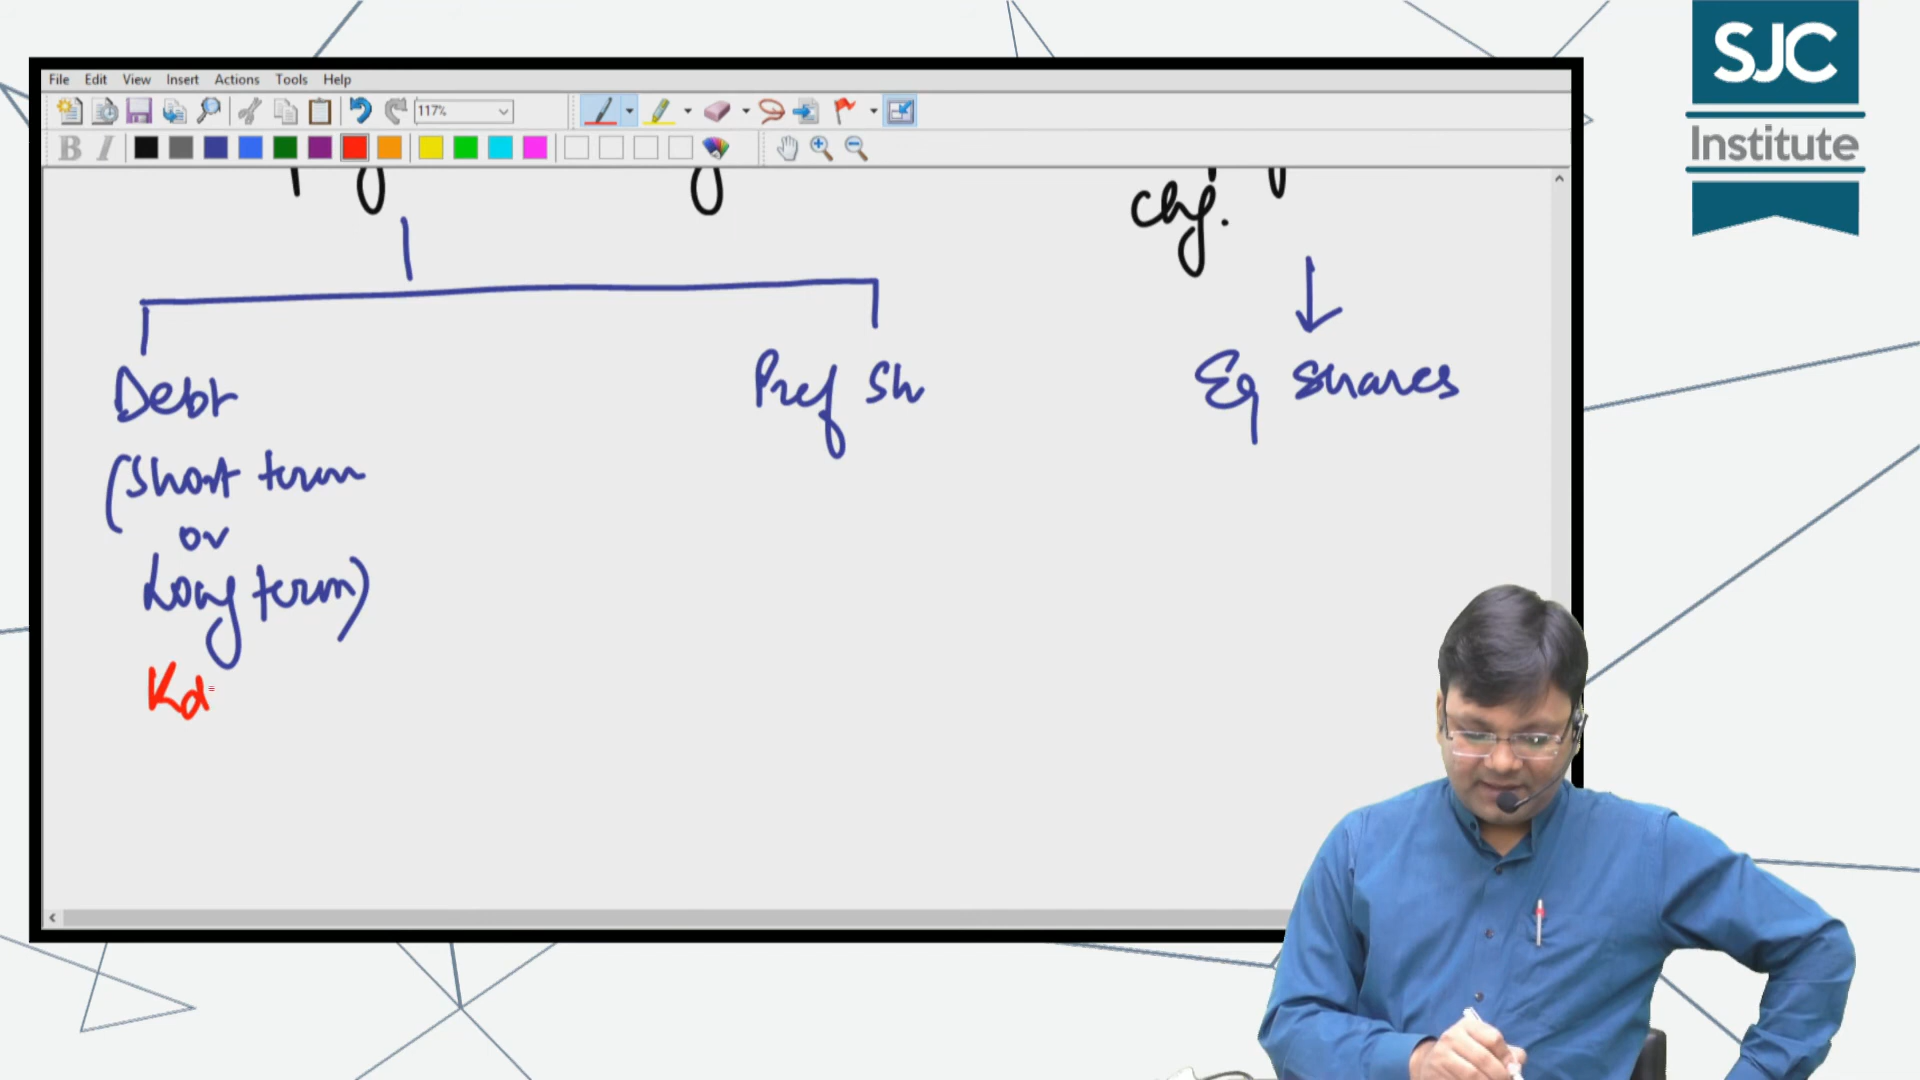 SJC
Institute
File Edit View Insert Actions Tools Help
117%
B I
chg.
Debt
Pref Sh
Eq shares
(Short term
or
Long term)
Kd